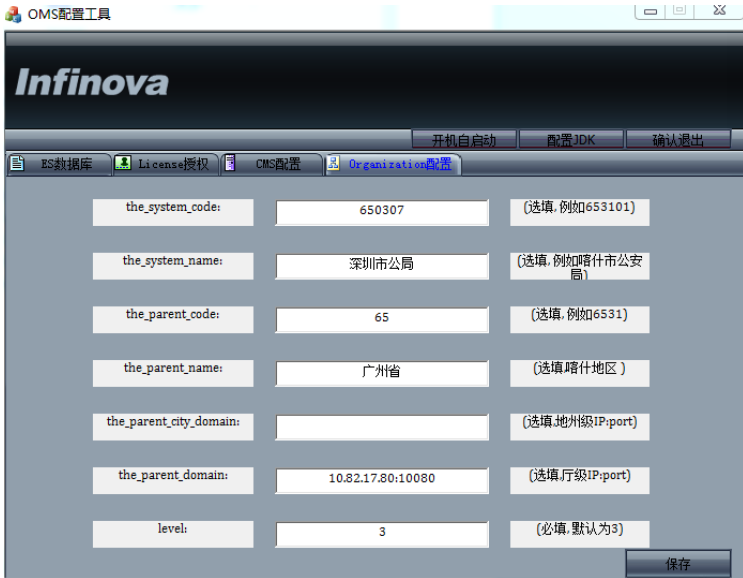 OMS配置工具
Infinova
开机自启动 配置JDK 确认退出
ES数据库 License授权 CMS配置 Organization配置
the_system_code: 650307 (选填,例如653101)
the_system_name: 深圳市公局 (选填,例如喀什市公安
局)
the_parent_code: 65 (选填,例如6531)
the_parent_name: 广州省 (选填喀什地区 )
the_parent_city_domain: (选填,地州级IP:port)
the_parent_domain: 10.82.17.80:10080 (选填,厅级IP:port)
level: 3 (必填,默认为3)
保存